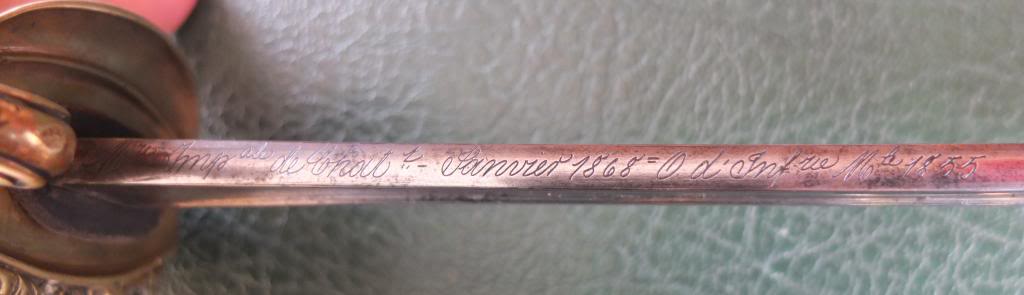 Mre Impale de Chatt - Janvier 1868 = O d'Infrie Mle 1855